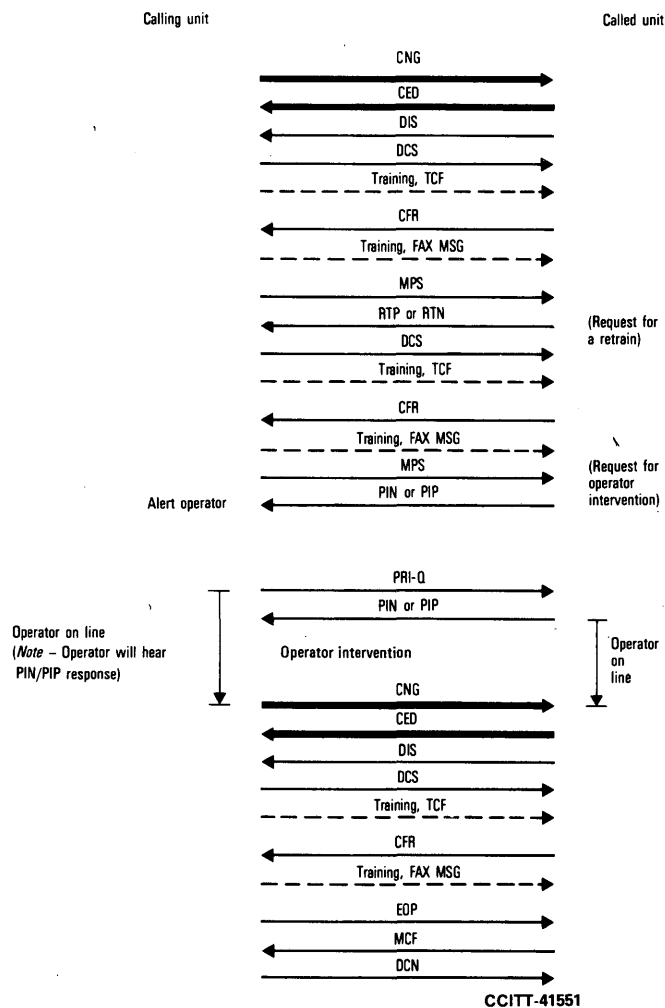 Calling unit
Called unit
CNG
CED
DIS
DCS
Training, TCF
CFR
Training, FAX MSG
MPS
RTP or RTN
(Request for
a retrain)
DCS
Training, TCF
CFR
Training, FAX MSG
MPS
(Request for
operator
intervention)
Alert operator
PIN or PIP
PRI-Q
PIN or PIP
Operator on line
(Note – Operator will hear
PIN/PIP response)
Operator intervention
Operator
on
line
CNG
CED
DIS
DCS
Training, TCF
CFR
Training, FAX MSG
EOP
MCF
DCN
CCITT-41551